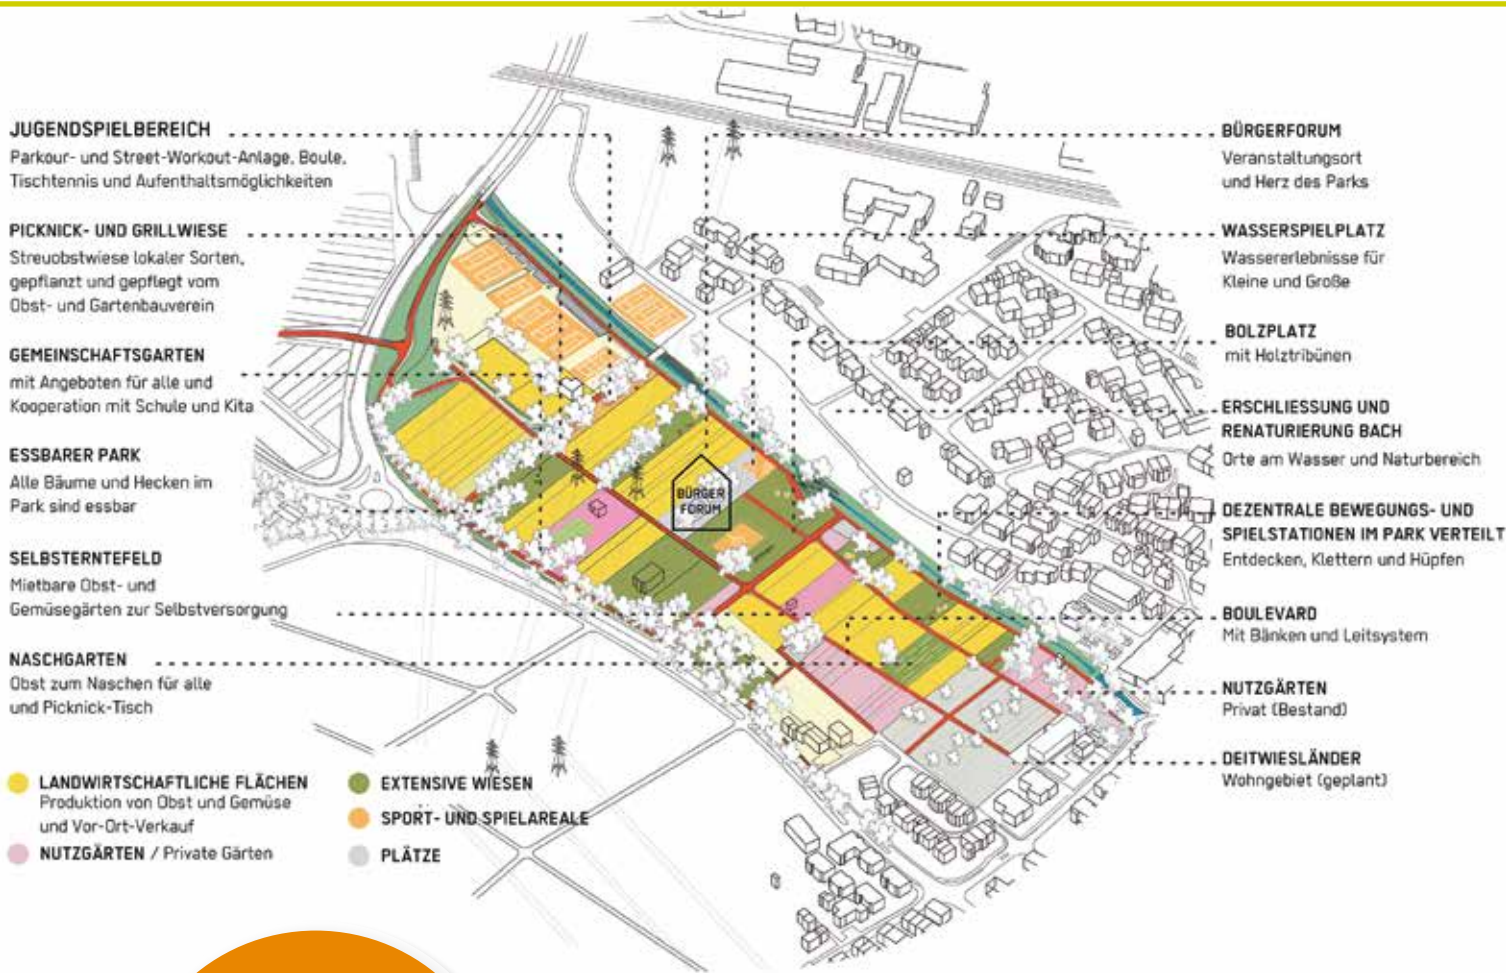 JUGENDSPIELBEREICH
Parkour- und Street-Workout-Anlage, Boule,
Tischtennis und Aufenthaltsmöglichkeiten
PICKNICK- UND GRILLWIESE
Streuobstwiese lokaler Sorten,
gepflanzt und gepflegt vom
Obst- und Gartenbauverein
GEMEINSCHAFTSGARTEN
mit Angeboten für alle und
Kooperation mit Schule und Kita
ESSBARER PARK
Alle Bäume und Hecken im
Park sind essbar
SELBSTERNTEFELD
Mietbare Obst- und
Gemüsegärten zur Selbstversorgung
NASCHGARTEN
Obst zum Naschen für alle
und Picknick-Tisch
BÜRGER
FORUM
BÜRGERFORUM
Veranstaltungsort
und Herz des Parks
WASSERSPIELPLATZ
Wassererlebnisse für
Kleine und Große
BOLZPLATZ
mit Holztribünen
ERSCHLIESSUNG UND
RENATURIERUNG BACH
Orte am Wasser und Naturbereich
DEZENTRALE BEWEGUNGS- UND
SPIELSTATIONEN IM PARK VERTEILT
Entdecken, Klettern und Hüpfen
BOULEVARD
Mit Bänken und Leitsystem
NUTZGÄRTEN
Privat (Bestand)
DEITWIESLÄNDER
Wohngebiet (geplant)
LANDWIRTSCHAFTLICHE FLÄCHEN
Produktion von Obst und Gemüse
und Vor-Ort-Verkauf
NUTZGÄRTEN / Private Gärten
EXTENSIVE WIESEN
SPORT- UND SPIELAREALE
PLÄTZE